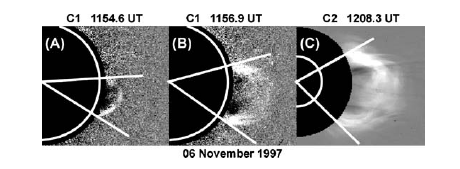 C1 1154.6 UT C1 1156.9 UT C2 1208.3 UT
(A) (B) (C)
06 November 1997